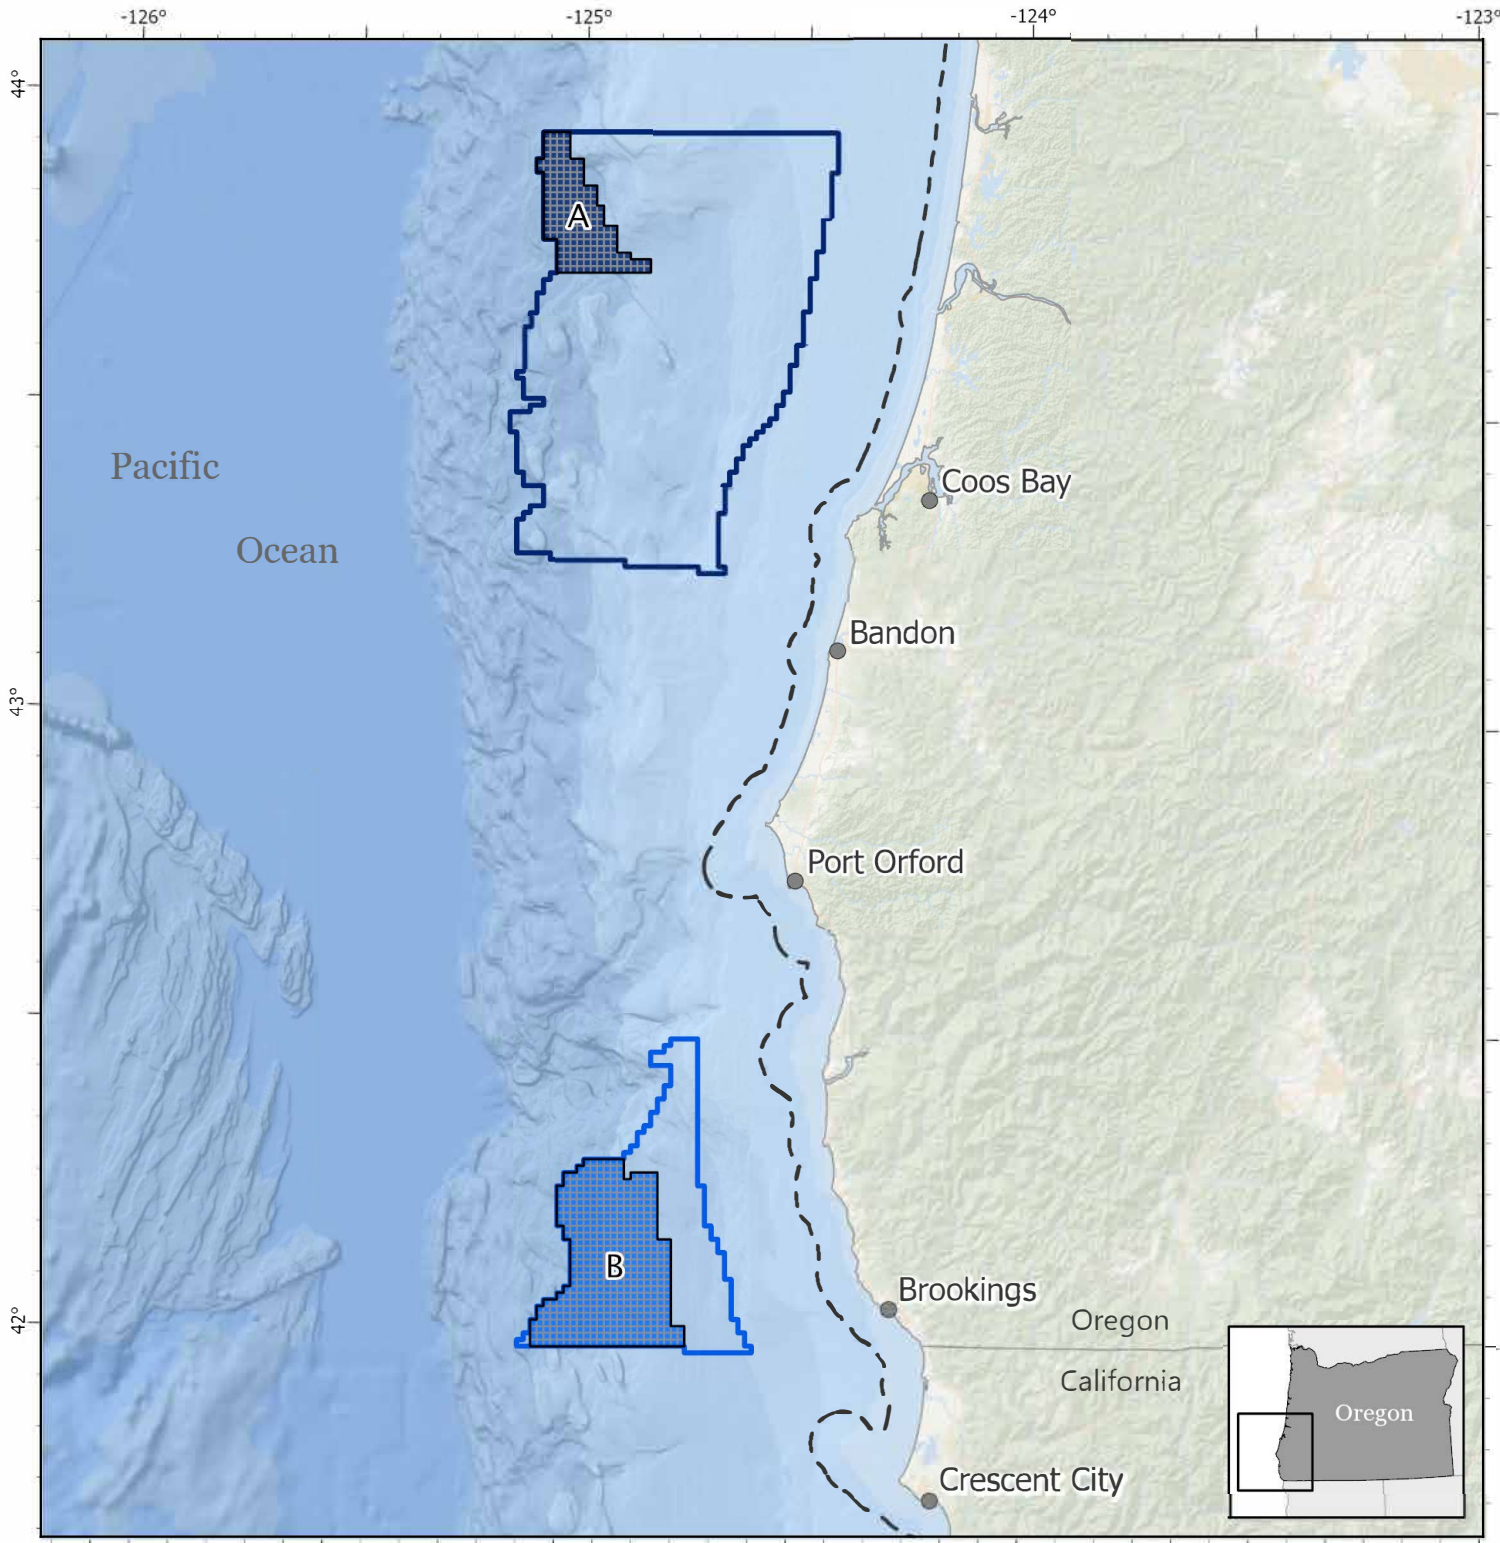 -126°
-125°
-124°
-123°
44°
A
Pacific
Ocean
Coos Bay
Bandon
43°
Port Orford
B
Brookings
Oregon
42°
California
Oregon
Crescent City